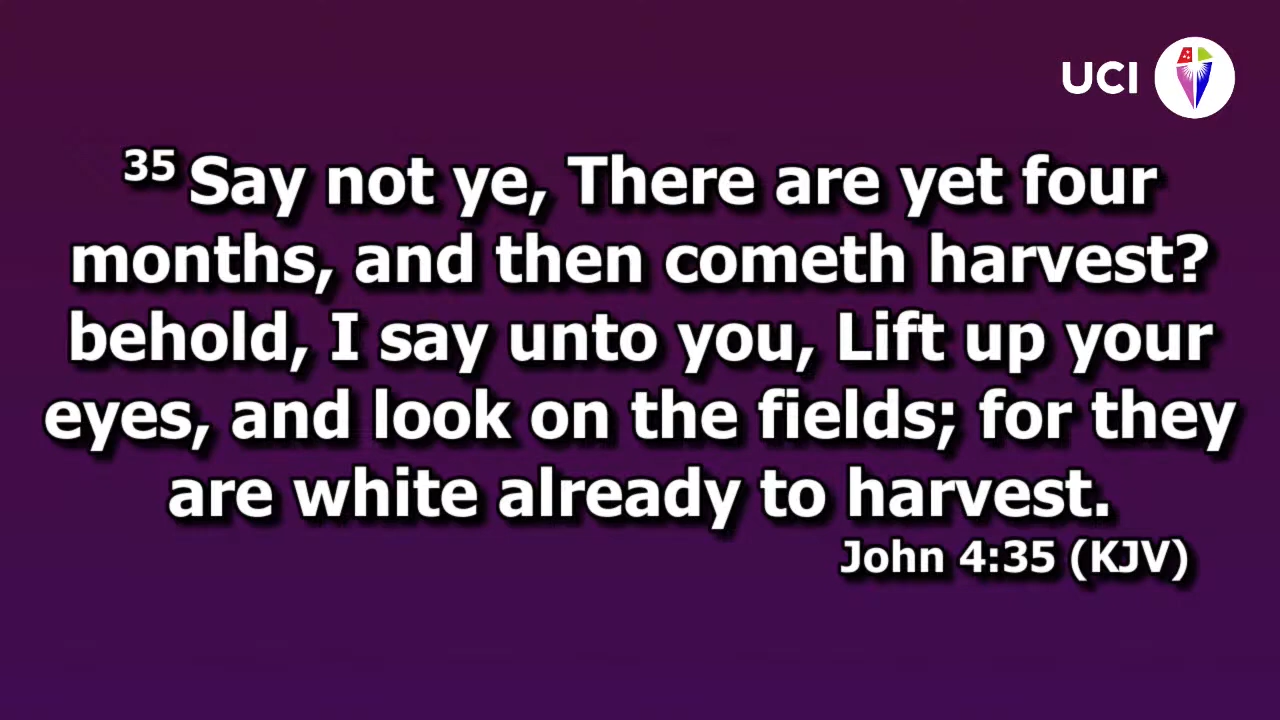 UCI
35 Say not ye, There are yet four
months, and then cometh harvest?
behold, I say unto you, Lift up your
eyes, and look on the fields; for they
are white already to harvest.
John 4:35 (KJV)